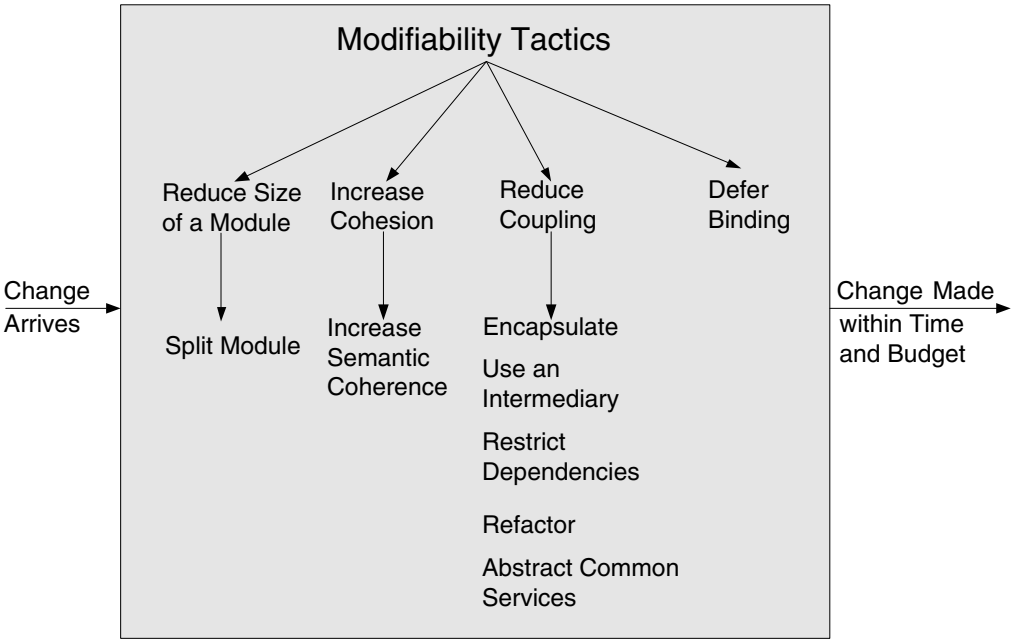 Modifiability Tactics
Reduce Size
of a Module
Increase
Cohesion
Reduce
Coupling
Defer
Binding
Change
Arrives
Split Module
Increase
Semantic
Coherence
Encapsulate
Use an
Intermediary
Restrict
Dependencies
Refactor
Abstract Common
Services
Change Made
within Time
and Budget